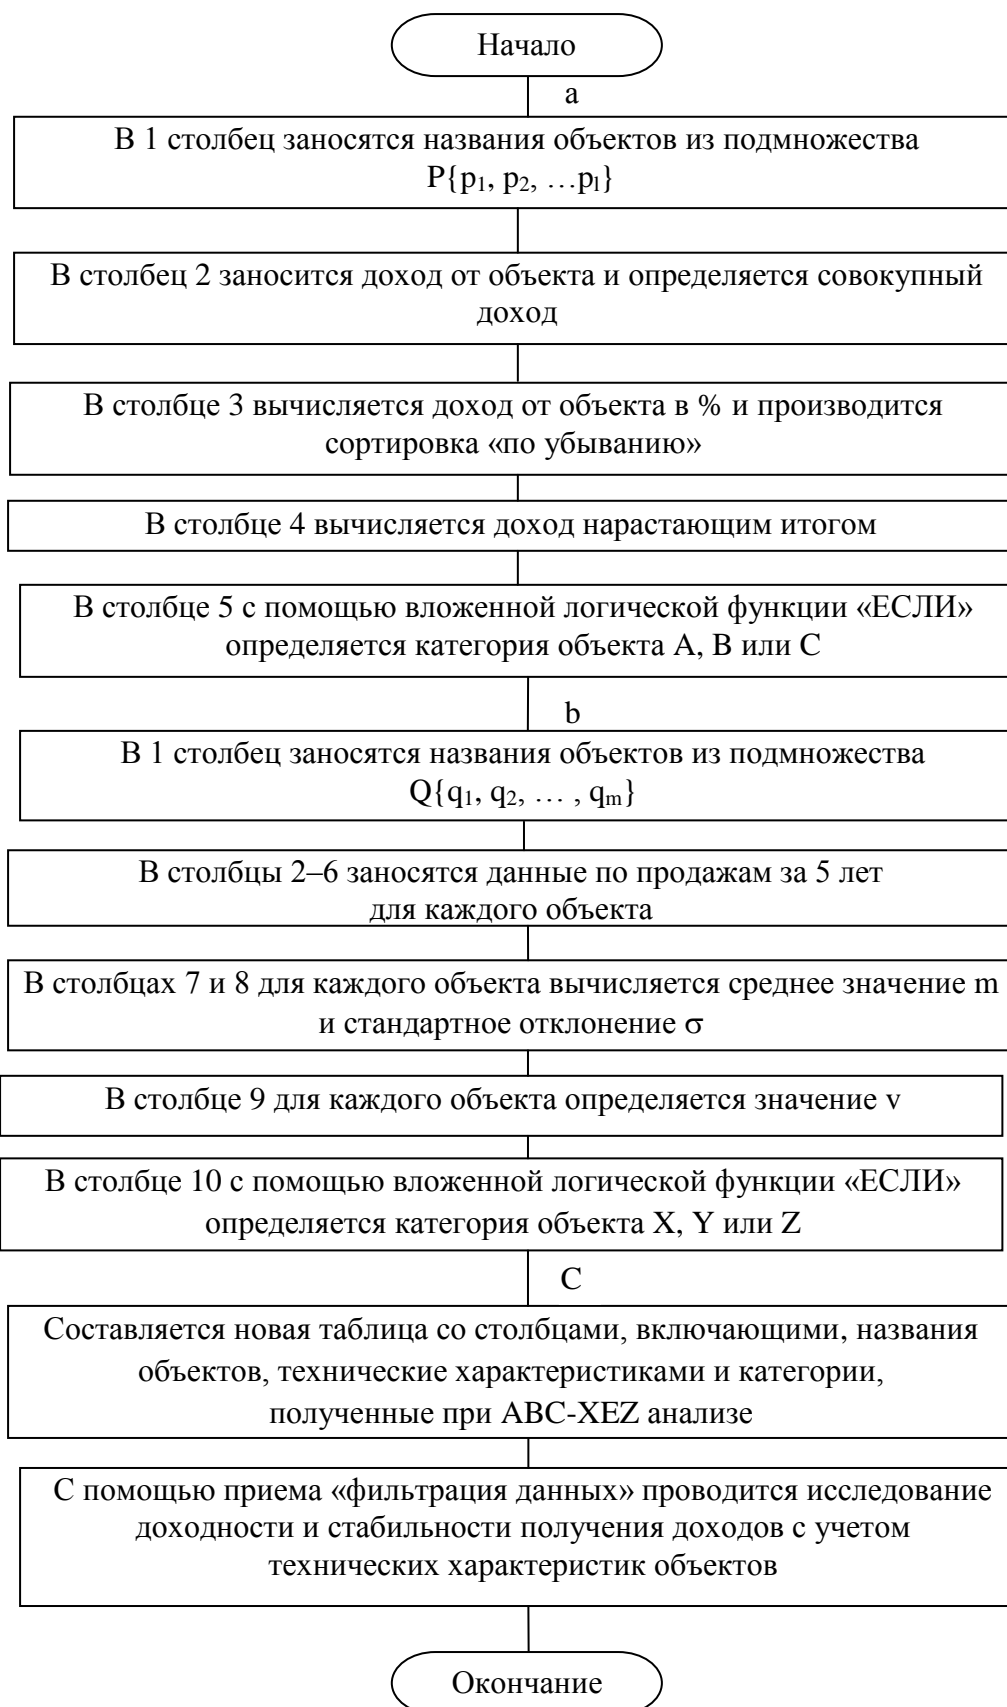 Начало
a
В 1 столбец заносятся названия объектов из подмножества
P{p₁, p₂, …pₗ}
В столбец 2 заносится доход от объекта и определяется совокупный
доход
В столбце 3 вычисляется доход от объекта в % и производится
сортировка «по убыванию»
В столбце 4 вычисляется доход нарастающим итогом
В столбце 5 с помощью вложенной логической функции «ЕСЛИ»
определяется категория объекта А, В или С
b
В 1 столбец заносятся названия объектов из подмножества
Q{q₁, q₂, … , qₘ}
В столбцы 2–6 заносятся данные по продажам за 5 лет
для каждого объекта
В столбцах 7 и 8 для каждого объекта вычисляется среднее значение m
и стандартное отклонение σ
В столбце 9 для каждого объекта определяется значение v
В столбце 10 с помощью вложенной логической функции «ЕСЛИ»
определяется категория объекта X, Y или Z
C
Составляется новая таблица со столбцами, включающими, названия
объектов, технические характеристиками и категории,
полученные при ABC-XEZ анализе
С помощью приема «фильтрация данных» проводится исследование
доходности и стабильности получения доходов с учетом
технических характеристик объектов
Окончание